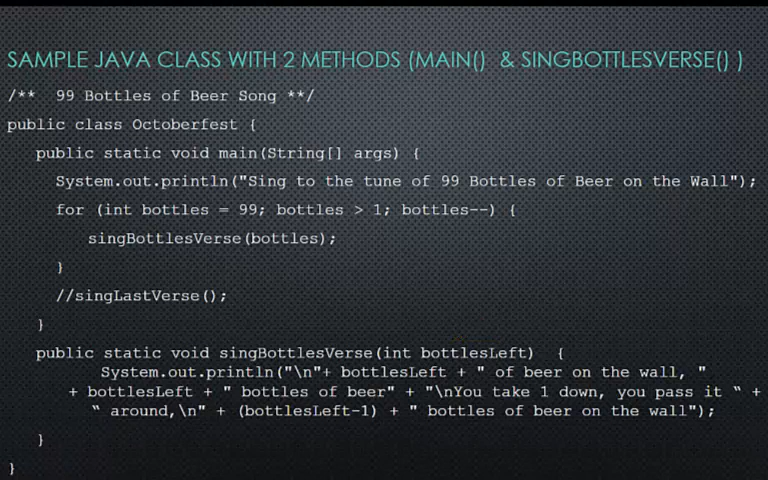 SAMPLE JAVA CLASS WITH 2 METHODS (MAIN()  & SINGBOTTLESVERSE() )
/**  99 Bottles of Beer Song **/
public class Octoberfest {
public static void main(String[] args) {
System.out.println("Sing to the tune of 99 Bottles of Beer on the Wall");
for (int bottles = 99; bottles > 1; bottles--) {
singBottlesVerse(bottles);
}
//singLastVerse();
}
public static void singBottlesVerse(int bottlesLeft)  {
System.out.println("\n"+ bottlesLeft + " of beer on the wall, "
+ bottlesLeft + " bottles of beer" + "\nYou take 1 down, you pass it “ +
“ around,\n" + (bottlesLeft-1) + " bottles of beer on the wall");
}
}